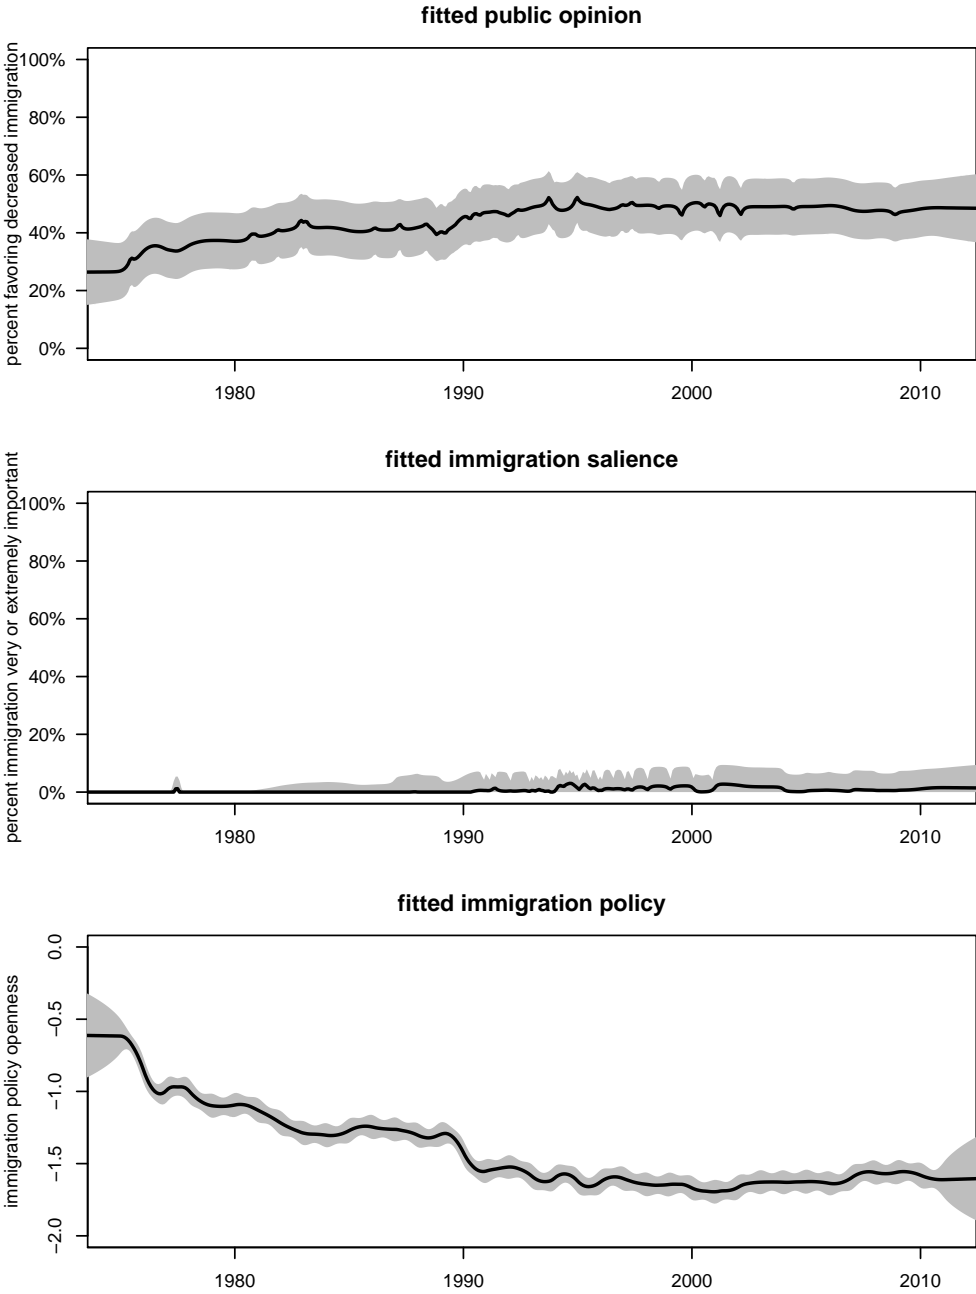 fitted public opinion
percent favoring decreased immigration
100%
80%
60%
40%
20%
0%
1980 1990 2000 2010
fitted immigration salience
percent immigration very or extremely important
100%
80%
60%
40%
20%
0%
1980 1990 2000 2010
fitted immigration policy
immigration policy openness
0.0
−0.5
−1.0
−1.5
−2.0
1980 1990 2000 2010